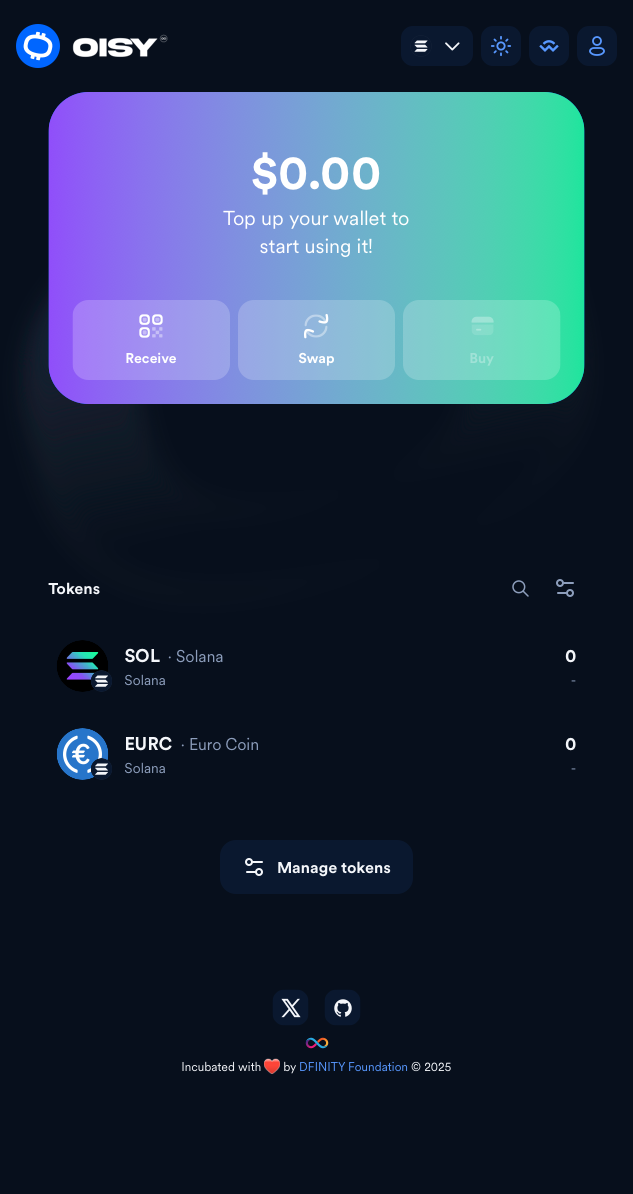 OISY
$0.00
Top up your wallet to
start using it!
Receive
Swap
Buy
Tokens
SOL · Solana
0
Solana
-
EURC · Euro Coin
0
Solana
-
Manage tokens
Incubated with ❤️ by DFINITY Foundation © 2025